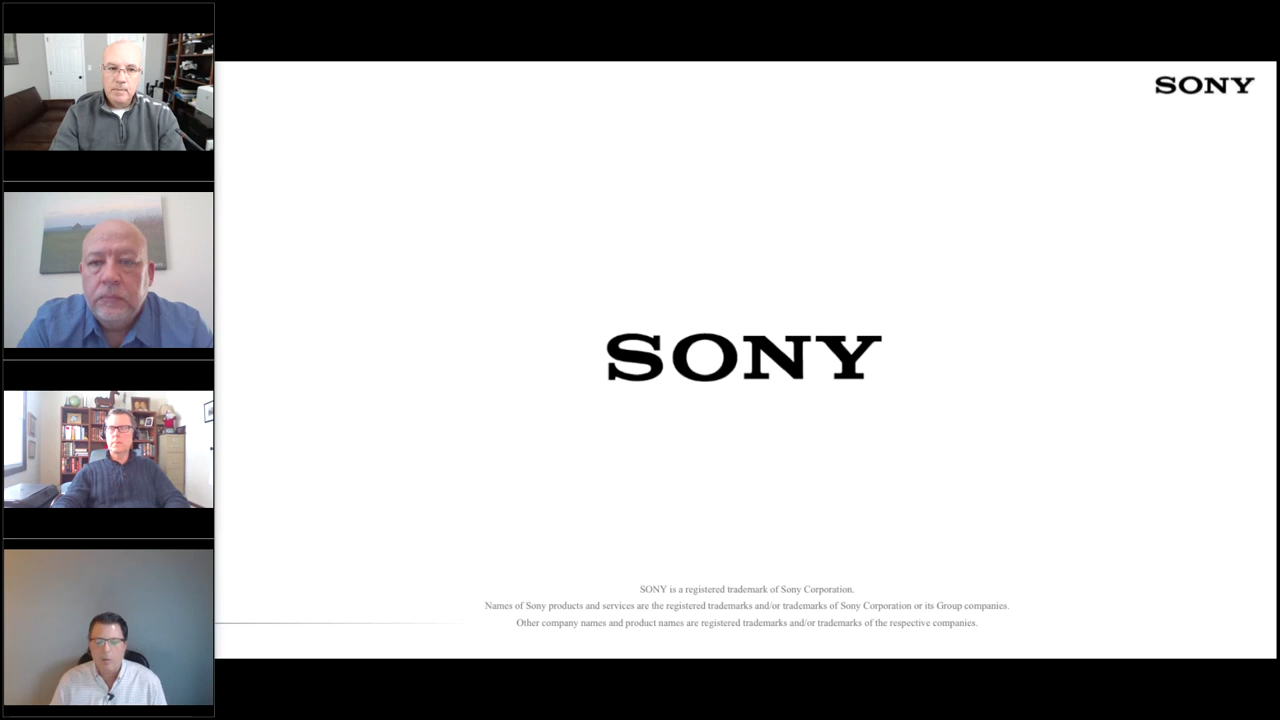 SONY
SONY
SONY is a registered trademark of Sony Corporation.
Names of Sony products and services are the registered trademarks and/or trademarks of Sony Corporation or its Group companies.
Other company names and product names are registered trademarks and/or trademarks of the respective companies.